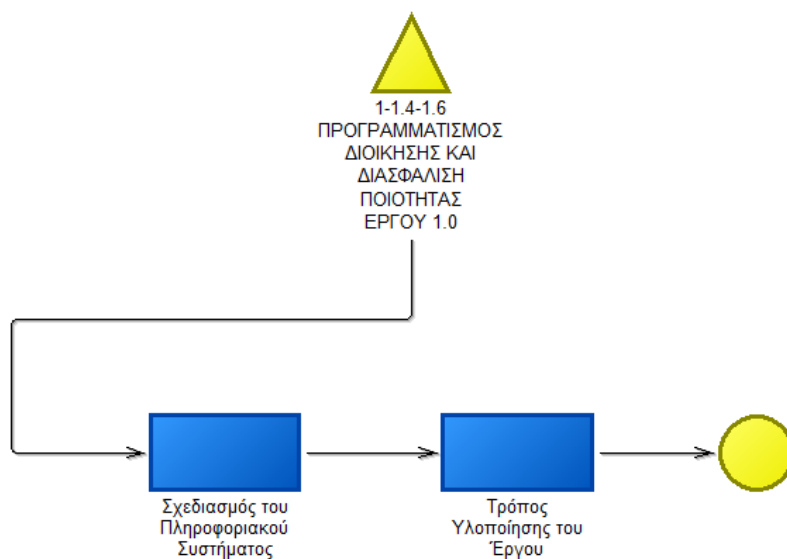 1-1.4-1.6
ΠΡΟΓΡΑΜΜΑΤΙΣΜΟΣ
ΔΙΟΙΚΗΣΗΣ ΚΑΙ
ΔΙΑΣΦΑΛΙΣΗ
ΠΟΙΟΤΗΤΑΣ
ΕΡΓΟΥ 1.0
Σχεδιασμός του
Πληροφοριακού
Συστήματος
Τρόπος
Υλοποίησης του
Έργου